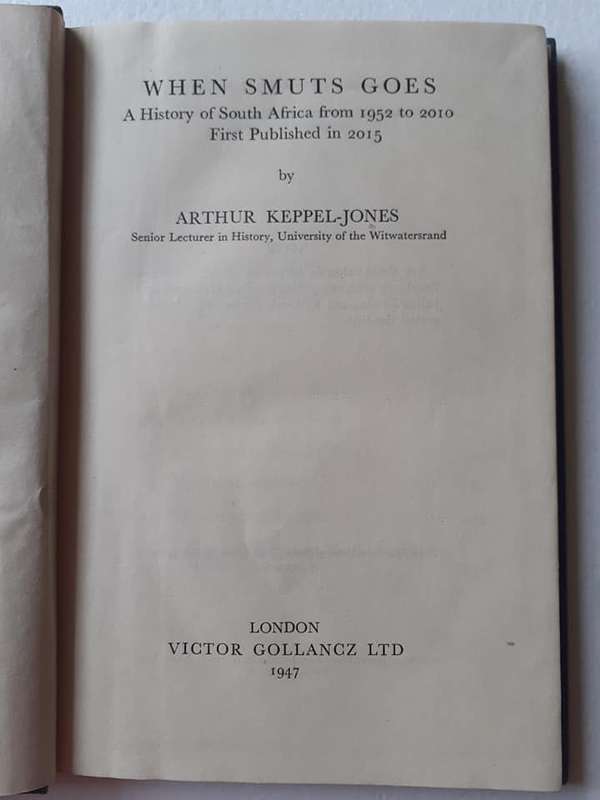 WHEN SMUTS GOES
A History of South Africa from 1952 to 2010
First Published in 2015
by
ARTHUR KEPPEL-JONES
Senior Lecturer in History, University of the Witwatersrand
LONDON
VICTOR GOLLANCZ LTD
1947